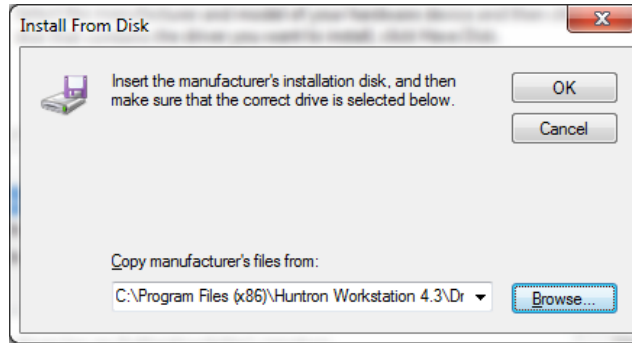 Install From Disk
Insert the manufacturer's installation disk, and then
make sure that the correct drive is selected below.
OK
Cancel
Copy manufacturer's files from:
C:\Program Files (x86)\Huntron Workstation 4.3\Dr
Browse...